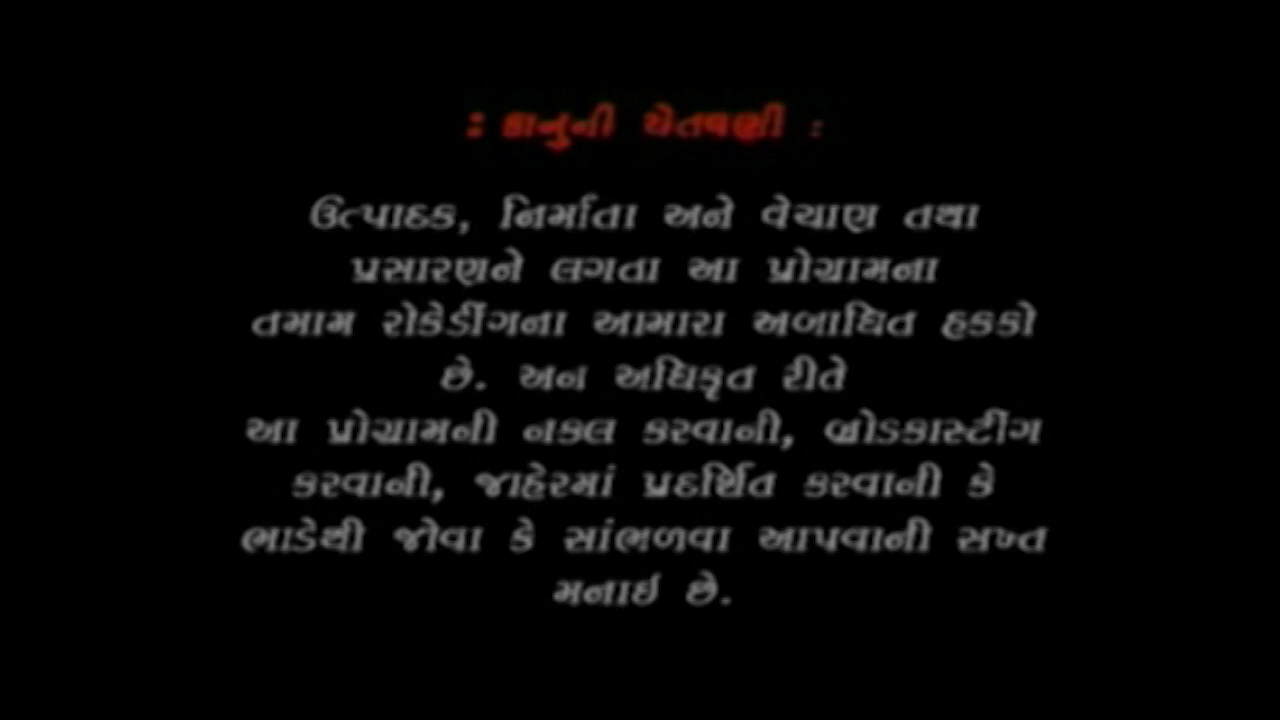 : કાનુની ચેતવણી :
ઉત્પાદક, નિર્માતા અને વેચાણ તથા
પ્રસારણને લગતા આ પ્રોગ્રામના
તમામ રોકેર્ડીંગના આમારા અબાધિત હકકો
છે. અન અધિકૃત રીતે
આ પ્રોગ્રામની નકલ કરવાની, બ્રોડકાસ્ટીંગ
કરવાની, જાહેરમાં પ્રદર્શિત કરવાની કે
ભાડેથી જોવા કે સાંભળવા આપવાની સખ્ત
મનાઇ છે.